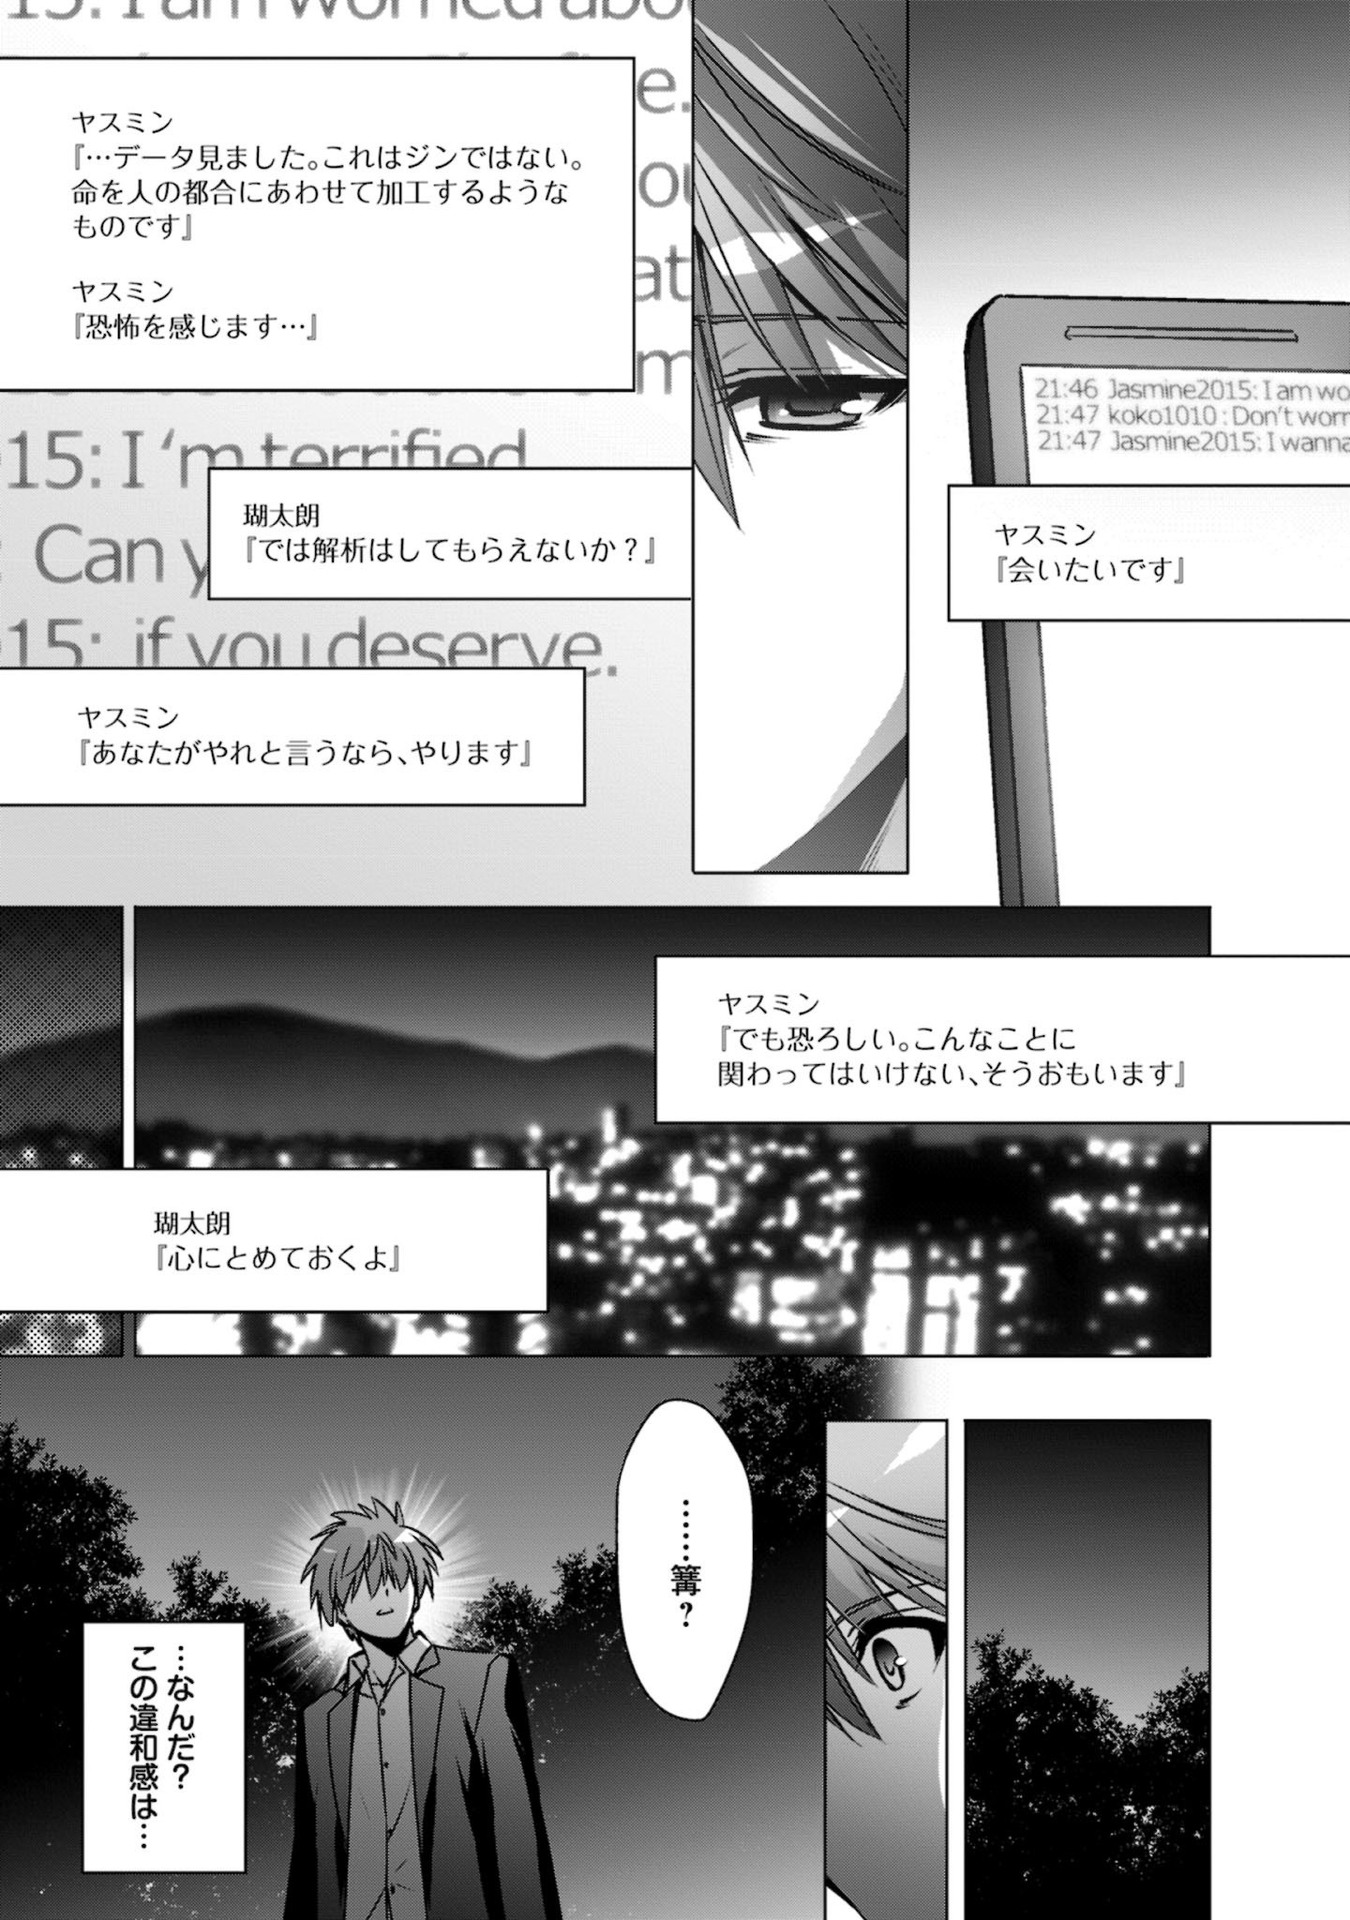 21:46 Jasmine2015: I am wo
21:47 koko1010 : Don't worr
21:47 Jasmine2015: I wanna
ヤスミン
『会いたいです』
15: I am worried abo
e.
ou
at
m
15: I 'm terrified
: Can y
15: if you deserve.
ヤスミン
『…データ見ました。これはジンではない。
命を人の都合にあわせて加工するような
ものです』
ヤスミン
『恐怖を感じます…』
瑚太朗
『では解析はしてもらえないか？』
ヤスミン
『あなたがやれと言うなら、やります』
ヤスミン
『でも恐ろしい。こんなことに
関わってはいけない、そうおもいます』
瑚太朗
『心にとめておくよ』
……篝？
…なんだ？
この違和感は…